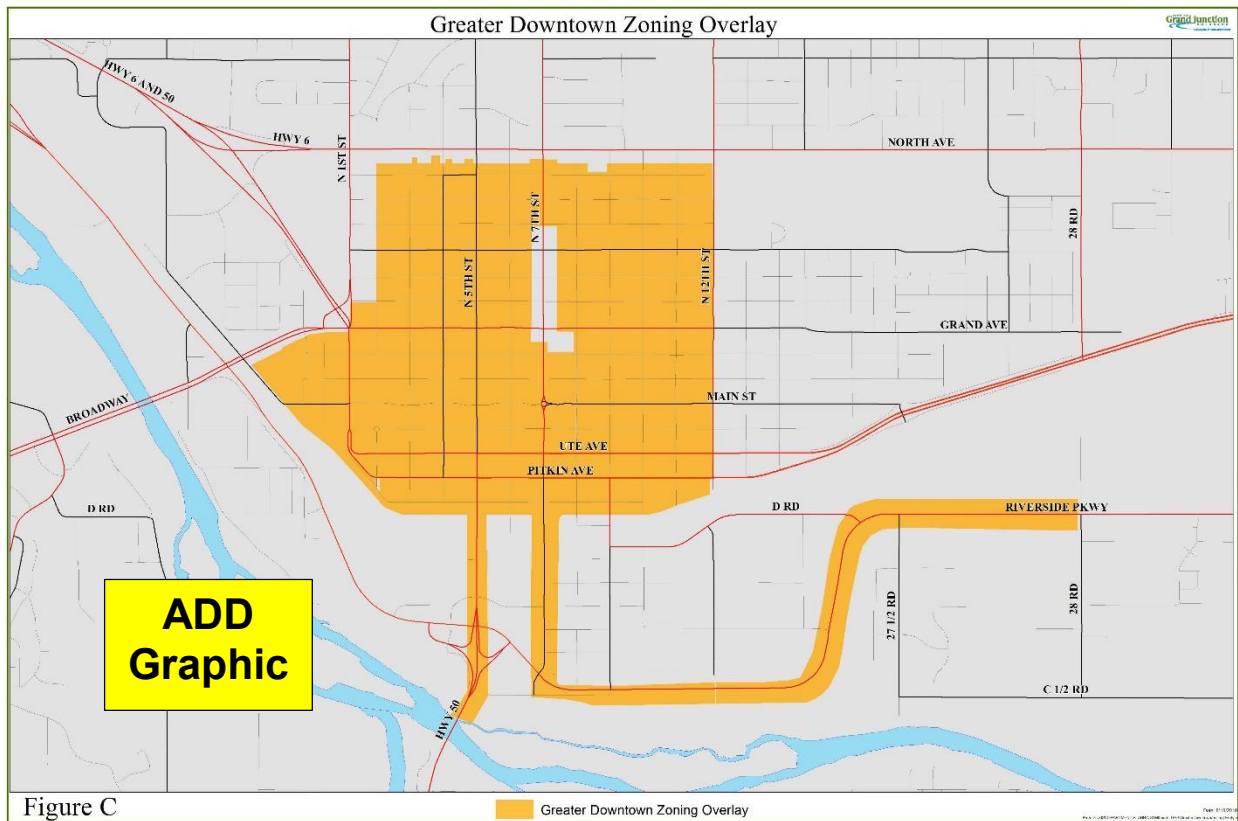 Greater Downtown Zoning Overlay
Grand Junction
HWY 6 AND 50
HWY 6
N 1ST ST
NORTH AVE
N 7TH ST
28 RD
N 5TH ST
N 12TH ST
GRAND AVE
BROADWAY
MAIN ST
UTE AVE
PITKIN AVE
D RD
D RD
RIVERSIDE PKWY
ADD
Graphic
27 1/2 RD
28 RD
C 1/2 RD
HWY 50
Figure C
Greater Downtown Zoning Overlay